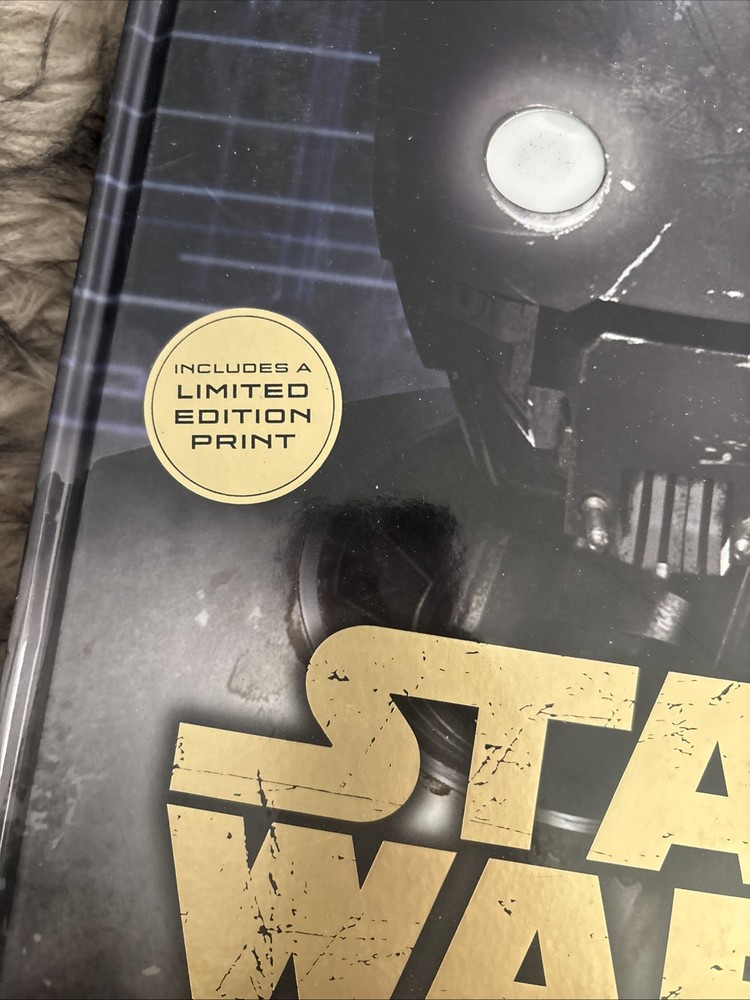 INCLUDES A
LIMITED
EDITION
PRINT
STA
WA